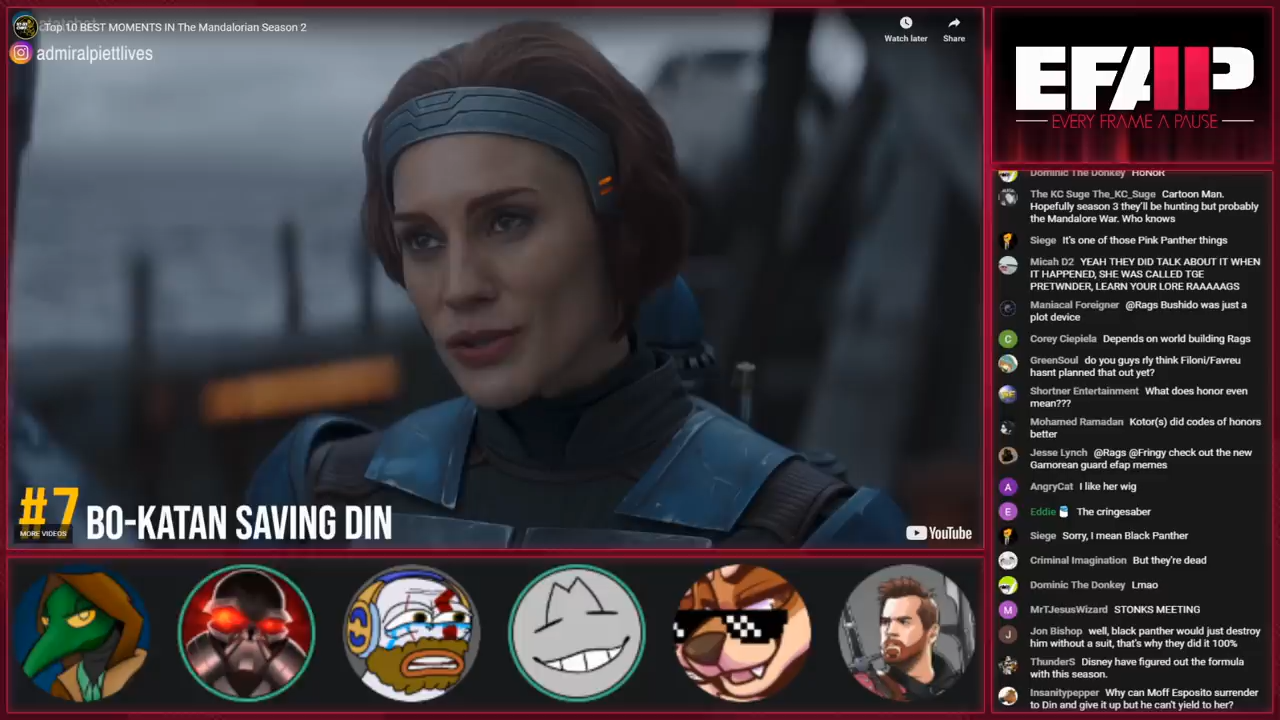 Top 10 BEST MOMENTS IN The Mandalorian Season 2
admiralpiettlives
Watch later
Share
#7
MORE VIDEOS
BO-KATAN SAVING DIN
YouTube
EFAP
EVERY FRAME A PAUSE
Dominic The Donkey HoNoR
The KC Suge The_KC_Suge Cartoon Man.
Hopefully season 3 they'll be hunting but probably
the Mandalore War. Who knows
Siege It's one of those Pink Panther things
Micah D2 YEAH THEY DID TALK ABOUT IT WHEN
IT HAPPENED, SHE WAS CALLED TGE
PRETWNDER, LEARN YOUR LORE RAAAAGS
Maniacal Foreigner @Rags Bushido was just a
plot device
Corey Ciepiela Depends on world building Rags
GreenSoul do you guys rly think Filoni/Favreu
hasnt planned that out yet?
Shortner Entertainment What does honor even
mean???
Mohamed Ramadan Kotor(s) did codes of honors
better
Jesse Lynch @Rags @Fringy check out the new
Gamorean guard efap memes
AngryCat I like her wig
Eddie The cringesaber
Siege Sorry, I mean Black Panther
Criminal Imagination But they're dead
Dominic The Donkey Lmao
MrTJesusWizard STONKS MEETING
Jon Bishop well, black panther would just destroy
him without a suit, that's why they did it 100%
ThunderS Disney have figured out the formula
with this season.
Insanitypepper Why can Moff Esposito surrender
to Din and give it up but he can't yield to her?